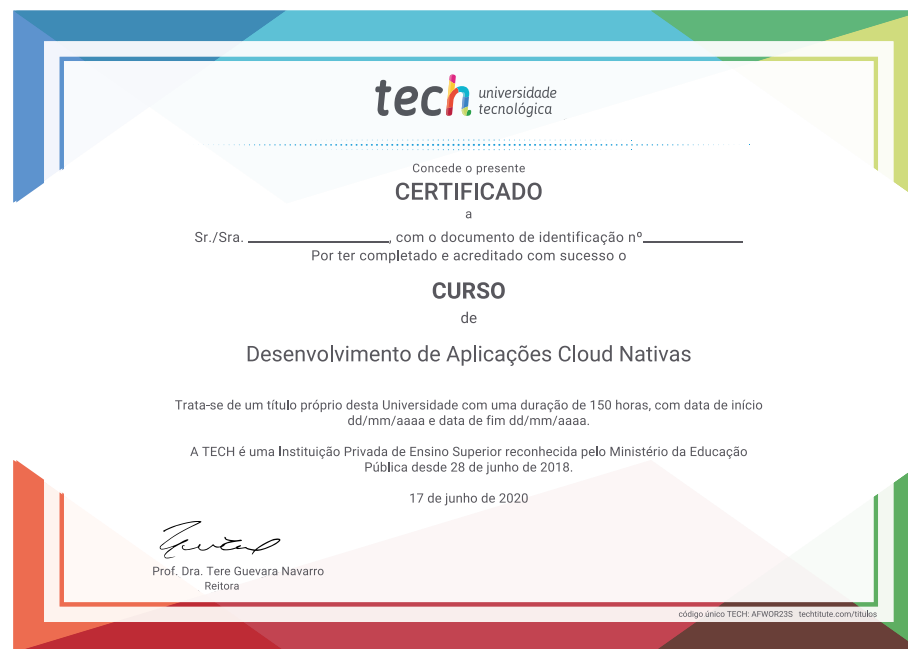 tech universidade
tecnológica
Concede o presente
CERTIFICADO
a
Sr./Sra. ________________, com o documento de identificação nº____________
Por ter completado e acreditado com sucesso o
CURSO
de
Desenvolvimento de Aplicações Cloud Nativas
Trata-se de um título próprio desta Universidade com uma duração de 150 horas, com data de início
dd/mm/aaaa e data de fim dd/mm/aaaa.
A TECH é uma Instituição Privada de Ensino Superior reconhecida pelo Ministério da Educação
Pública desde 28 de junho de 2018.
17 de junho de 2020
Prof. Dra. Tere Guevara Navarro
Reitora
código único TECH: AFWOR23S techtitute.com/titulos